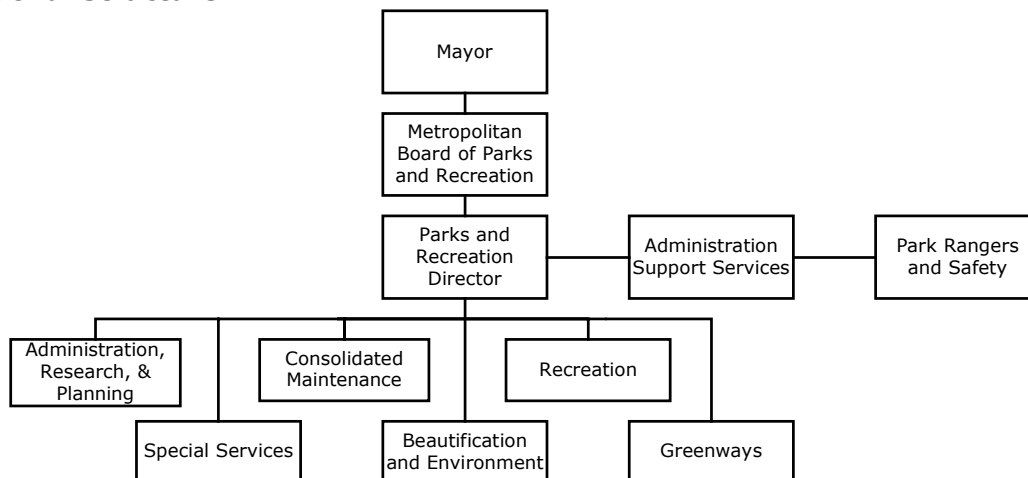 Mayor
Metropolitan
Board of Parks
and Recreation
Parks and
Recreation
Director
Administration
Support Services
Park Rangers
and Safety
Administration,
Research, &
Planning
Consolidated
Maintenance
Recreation
Special Services
Beautification
and Environment
Greenways